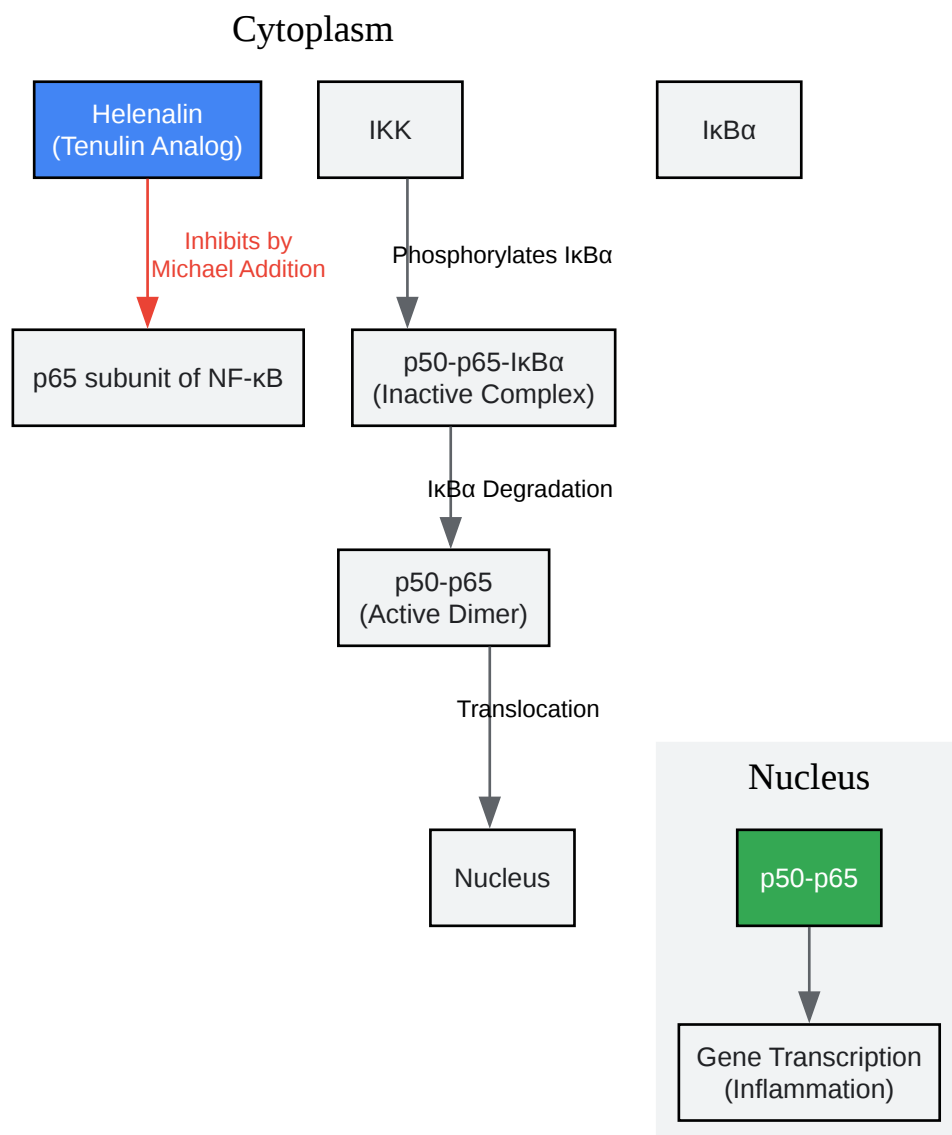 Cytoplasm
Helenalin
(Tenulin Analog)
IKK
IκBα
Inhibits by
Michael Addition
Phosphorylates IκBα
p65 subunit of NF-κB
p50-p65-IκBα
(Inactive Complex)
IκBα Degradation
p50-p65
(Active Dimer)
Translocation
Nucleus
Nucleus
p50-p65
Gene Transcription
(Inflammation)